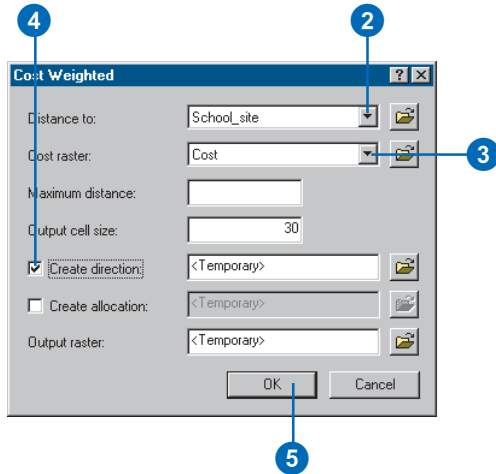 4
2
Cost Weighted
Distance to: School_site
Cost raster: Cost
3
Maximum distance:
Output cell size: 30
Create direction: <Temporary>
Create allocation: <Temporary>
Output raster: <Temporary>
OK Cancel
5